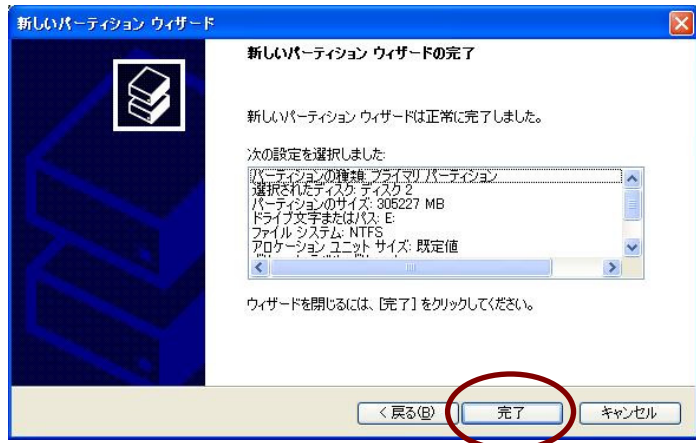 新しいパーティション ウィザード
新しいパーティション ウィザードの完了
新しいパーティション ウィザードは正常に完了しました。
次の設定を選択しました:
パーティションの種類: プライマリ パーティション
選択されたディスク: ディスク 2
パーティションのサイズ: 305227 MB
ドライブ文字またはパス: E:
ファイル システム: NTFS
アロケーション ユニット サイズ: 既定値
ウィザードを閉じるには、[完了] をクリックしてください。
< 戻る(B)
完了
キャンセル